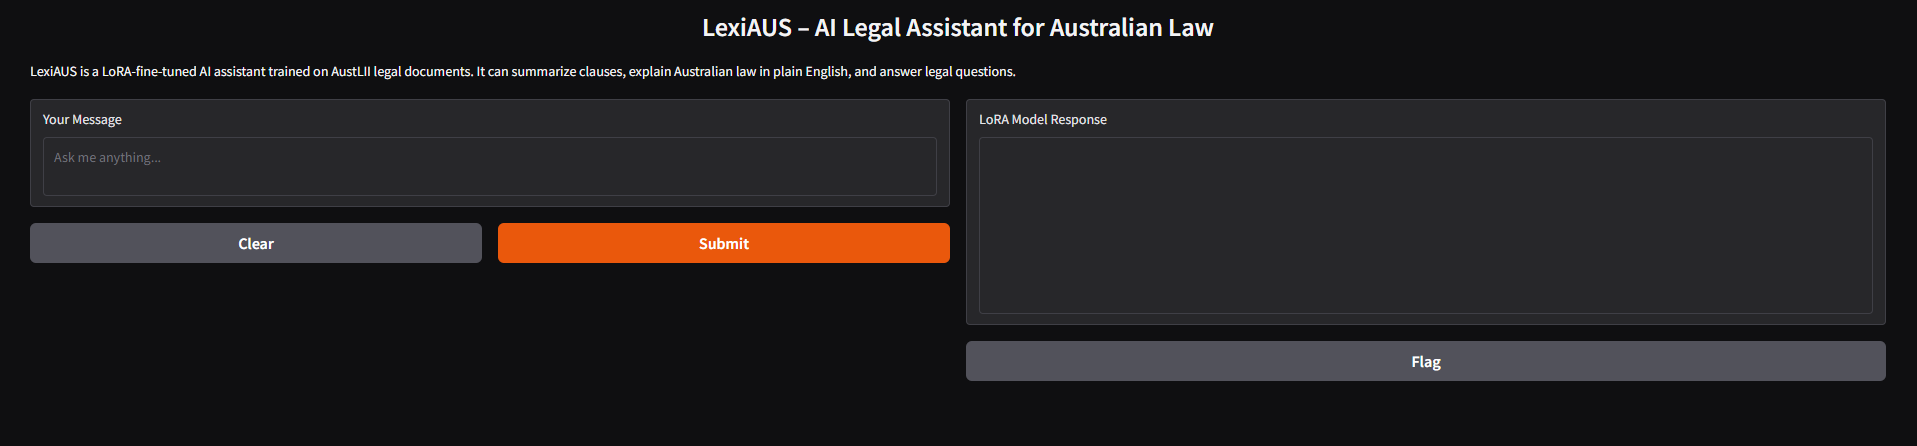 LexiAUS – AI Legal Assistant for Australian Law
LexiAUS is a LoRA-fine-tuned AI assistant trained on AustLII legal documents. It can summarize clauses, explain Australian law in plain English, and answer legal questions.
Your Message
Ask me anything...
Clear
Submit
LoRA Model Response
Flag